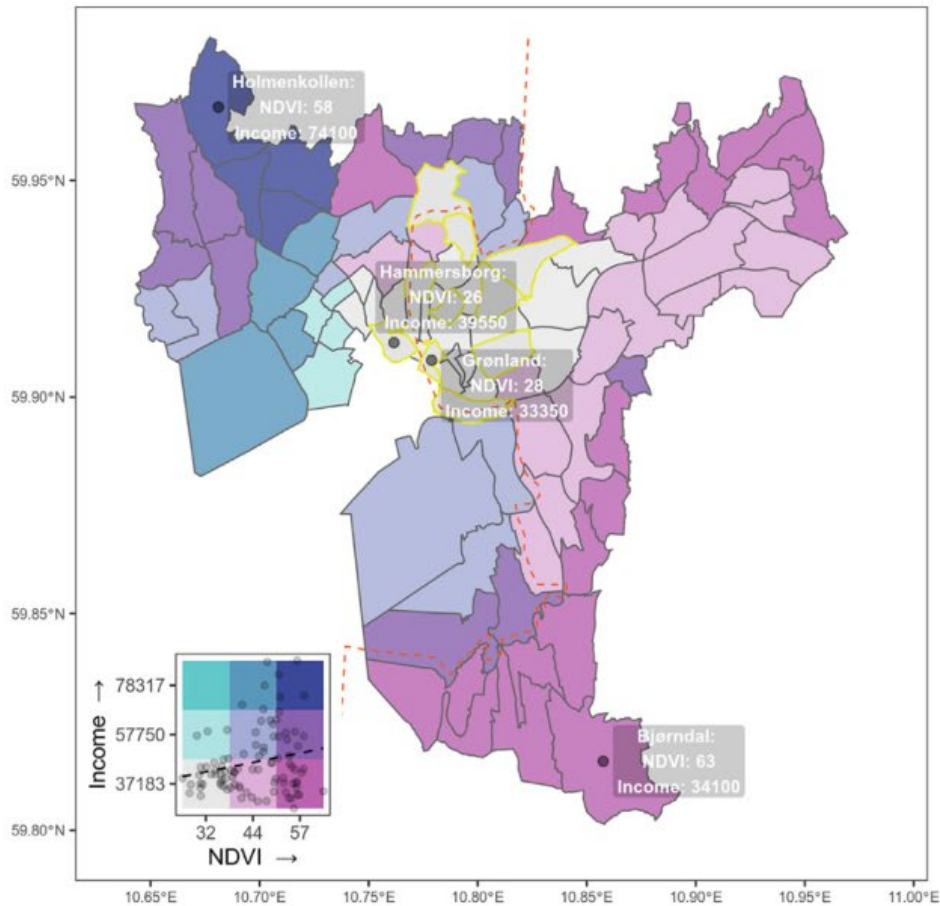 Holmenkollen:
NDVI: 58
Income: 74100
59.95°N
Hammersborg:
NDVI: 26
Income: 39550
Grønland:
NDVI: 28
Income: 33350
59.90°N
59.85°N
Income →
78317
57750
37183
32 44 57
NDVI →
Bjørndal:
NDVI: 63
Income: 34100
59.80°N
10.65°E 10.70°E 10.75°E 10.80°E 10.85°E 10.90°E 10.95°E 11.00°E